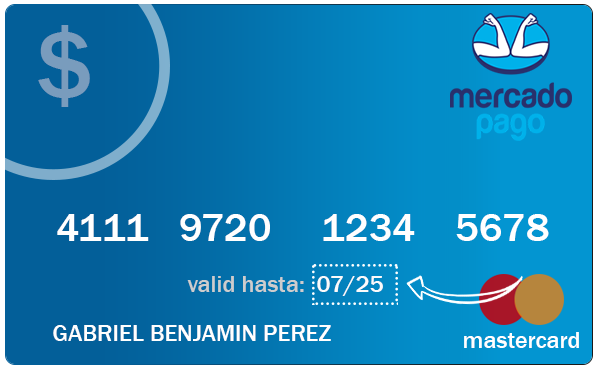 $
mercado
pago
4111 9720 1234 5678
valid hasta: 07/25
GABRIEL BENJAMIN PEREZ
mastercard